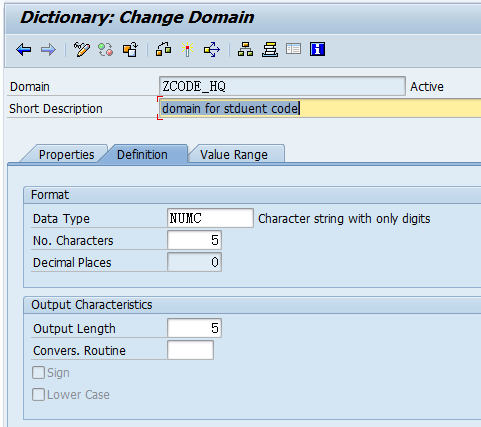 Dictionary: Change Domain
Domain ZCODE_HQ Active
Short Description domain for stduent code
Properties Definition Value Range
Format
Data Type NUMC Character string with only digits
No. Characters 5
Decimal Places 0
Output Characteristics
Output Length 5
Convers. Routine
Sign
Lower Case